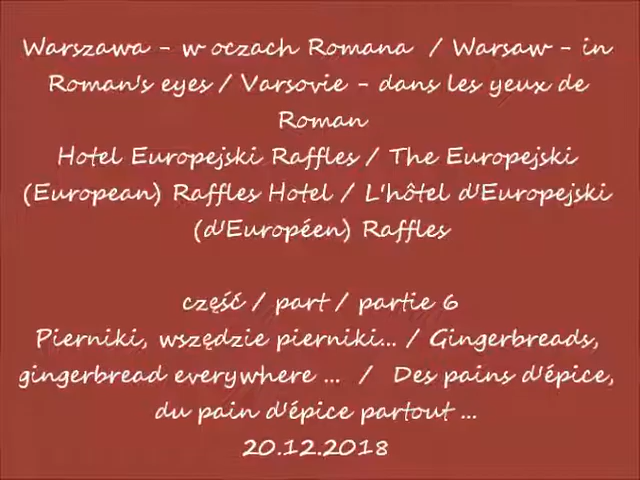 Warszawa - w oczach Romana / Warsaw - in
Roman's eyes / Varsovie - dans les yeux de
Roman
Hotel Europejski Raffles / The Europejski
(European) Raffles Hotel / L'hôtel d'Europejski
(d'Européen) Raffles
część / part / partie 6
Pierniki, wszędzie pierniki... / Gingerbreads,
gingerbread everywhere ... / Des pains d'épice,
du pain d'épice partout ...
20.12.2018